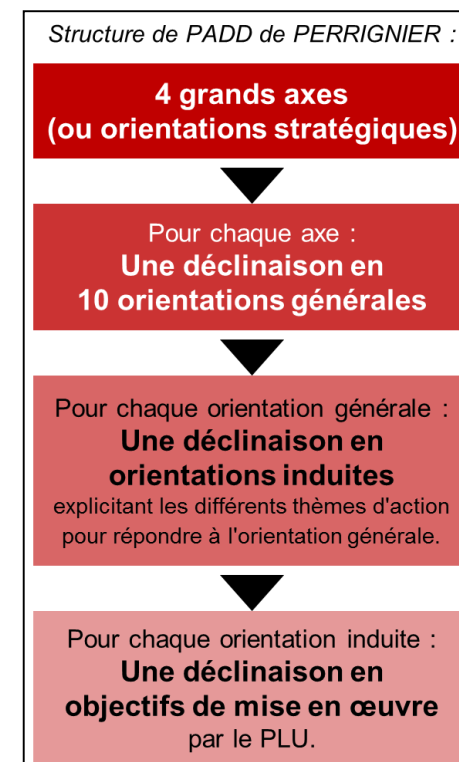 Structure de PADD de PERRIGNIER :
4 grands axes
(ou orientations stratégiques)
Pour chaque axe :
Une déclinaison en
10 orientations générales
Pour chaque orientation générale :
Une déclinaison en
orientations induites
explicitant les différents thèmes d'action
pour répondre à l'orientation générale.
Pour chaque orientation induite :
Une déclinaison en
objectifs de mise en œuvre
par le PLU.